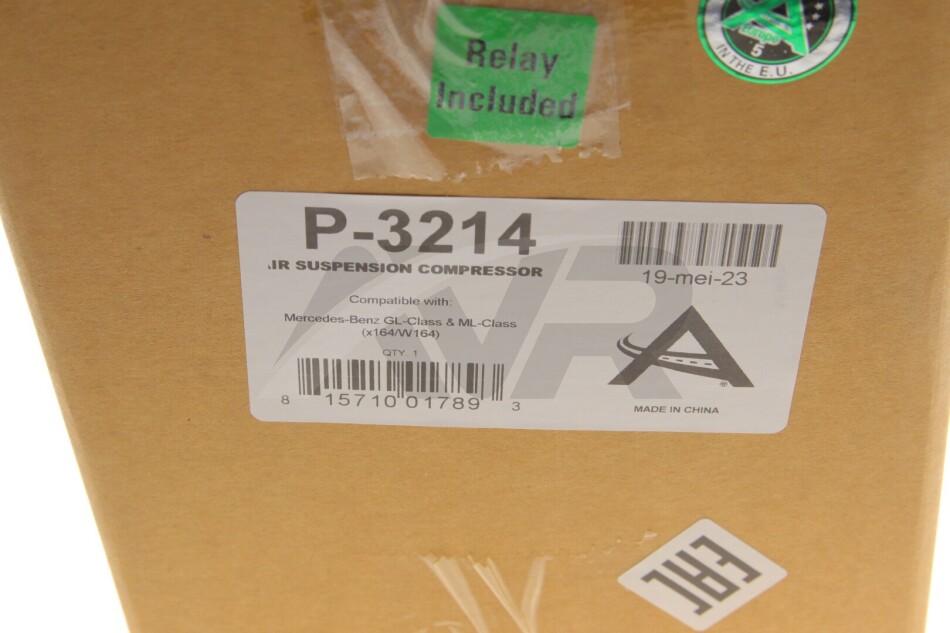 Relay
Included
5
IN THE E.U.
P-3214
IR SUSPENSION COMPRESSOR
Compatible with:
Mercedes-Benz GL-Class & ML-Class
(x164/W164)
QTY. 1
8 15710 01789 3
19-mei-23
A
®
MADE IN CHINA
EAC